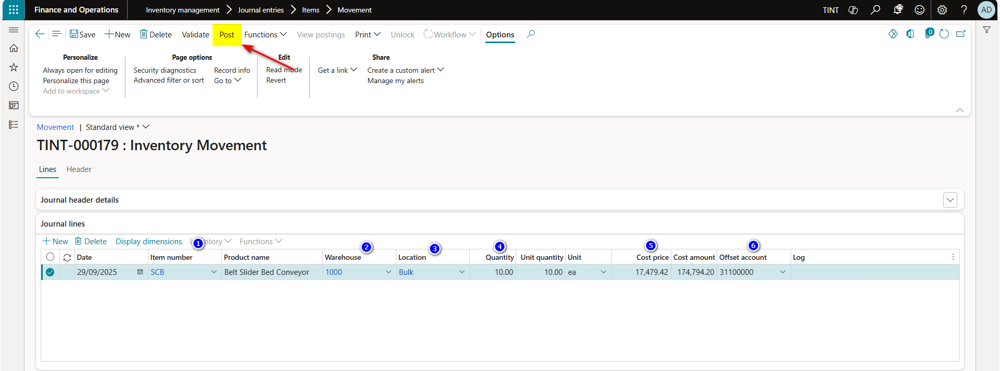 Finance and Operations Inventory management Journal entries Items Movement TINT 25 ? AD
Save New Delete Validate Post Functions View postings Print Unlock Workflow Options 0
Personalize Page options Edit Share
Always open for editing Security diagnostics Record info Read mode Get a link Create a custom alert
Personalize this page Advanced filter or sort Go to Revert Manage my alerts
Add to workspace
Movement | Standard view *
TINT-000179 : Inventory Movement
Lines Header
Journal header details
Journal lines
New Delete Display dimensions 1 Functions 2 3 4 5 6
Date Item number Product name Warehouse Location Quantity Unit quantity Unit Cost price Cost amount Offset account Log
29/09/2025 SCB Belt Slider Bed Conveyor 1000 Bulk 10.00 10.00 ea 17,479.42 174,794.20 31100000